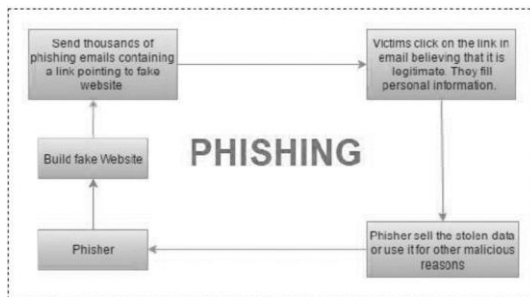 Send thousands of
phishing emails containing
a link pointing to fake
website
Victims click on the link in
email believing that it is
legitimate. They fill
personal information.
Build fake Website
PHISHING
Phisher
Phisher sell the stolen data
or use it for other malicious
reasons